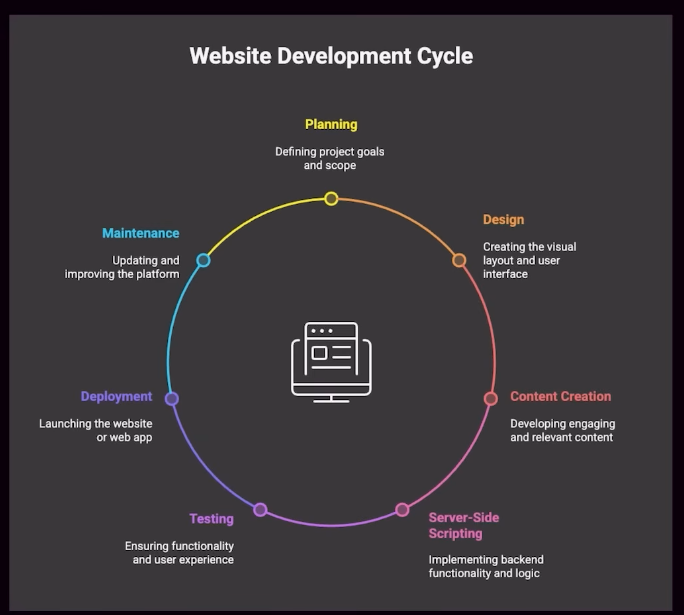 Website Development Cycle
Planning
Defining project goals
and scope
Design
Creating the visual
layout and user
interface
Content Creation
Developing engaging
and relevant content
Server-Side
Scripting
Implementing backend
functionality and logic
Testing
Ensuring functionality
and user experience
Deployment
Launching the website
or web app
Maintenance
Updating and
improving the platform